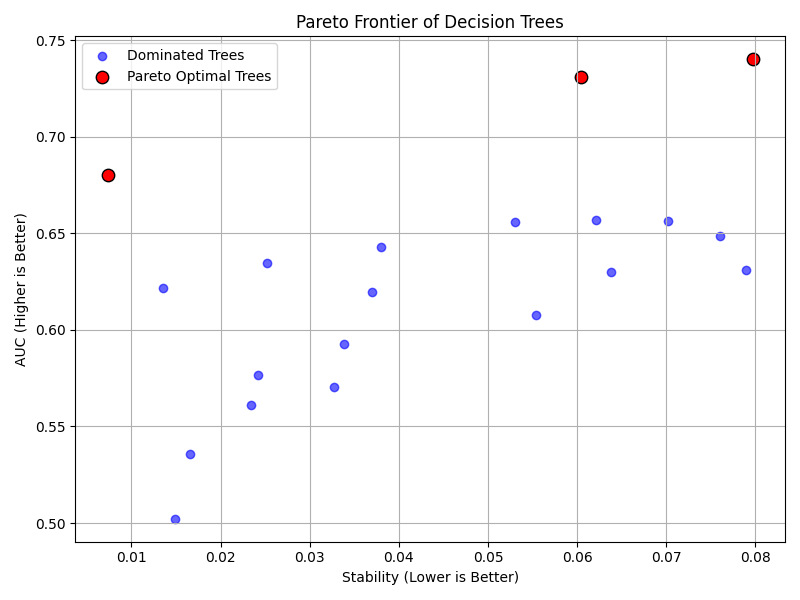 Pareto Frontier of Decision Trees
Dominated Trees
Pareto Optimal Trees
AUC (Higher is Better)
0.75
0.70
0.65
0.60
0.55
0.50
0.01 0.02 0.03 0.04 0.05 0.06 0.07 0.08
Stability (Lower is Better)